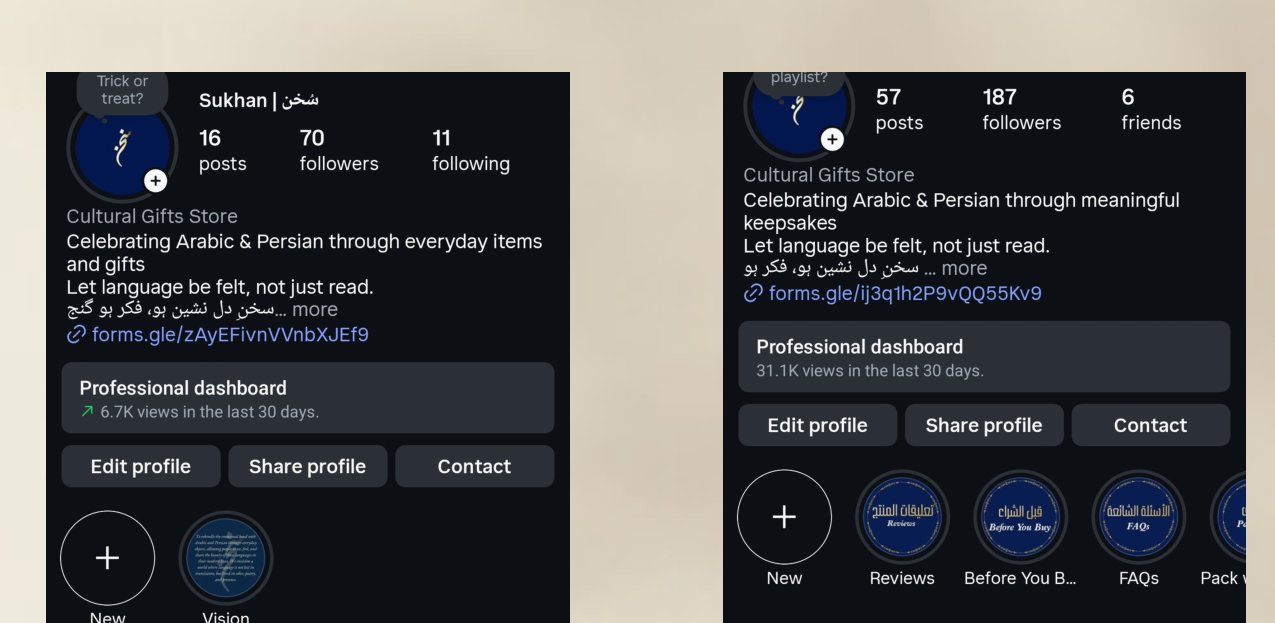 Trick or
treat?
سخن
Sukhan | سُخن
16
posts
70
followers
11
following
Cultural Gifts Store
Celebrating Arabic & Persian through everyday items
and gifts
Let language be felt, not just read.
سخنِ دل نشین ہو، فکر ہو گنج... more
forms.gle/zAyEFivnVVnbXJEf9
Professional dashboard
6.7K views in the last 30 days.
Edit profile
Share profile
Contact
New
Vision
playlist?
57
posts
187
followers
6
friends
Cultural Gifts Store
Celebrating Arabic & Persian through meaningful
keepsakes
Let language be felt, not just read.
سخنِ دل نشین ہو، فکر ہو ... more
forms.gle/ij3q1h2P9vQQ55Kv9
Professional dashboard
31.1K views in the last 30 days.
Edit profile
Share profile
Contact
تعليقات المنتج
Reviews
قبل الشراء
Before You Buy
الأسئلة الشائعة
FAQs
New
Reviews
Before You B...
FAQs
Pack